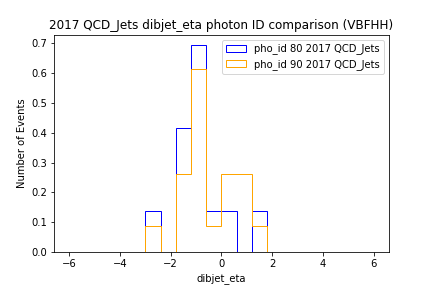 2017 QCD_Jets dibjet_eta photon ID comparison (VBFHH)
pho_id 80 2017 QCD_Jets
pho_id 90 2017 QCD_Jets
Number of Events
0.7
0.6
0.5
0.4
0.3
0.2
0.1
0.0
−6 −4 −2 0 2 4 6
dibjet_eta